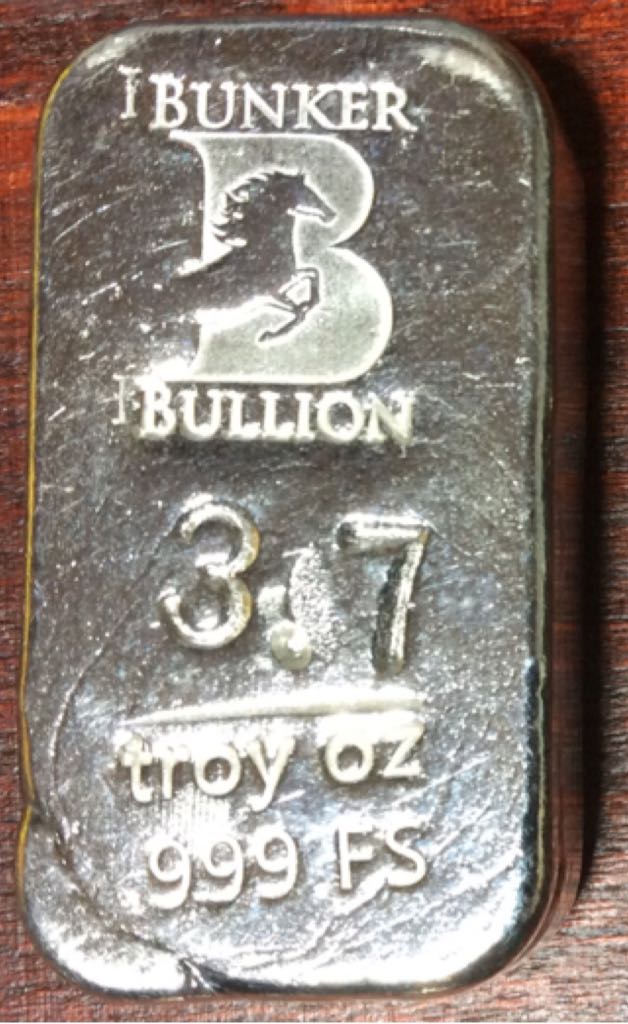 BUNKER
B
BULLION
3.7
troy oz
999 FS